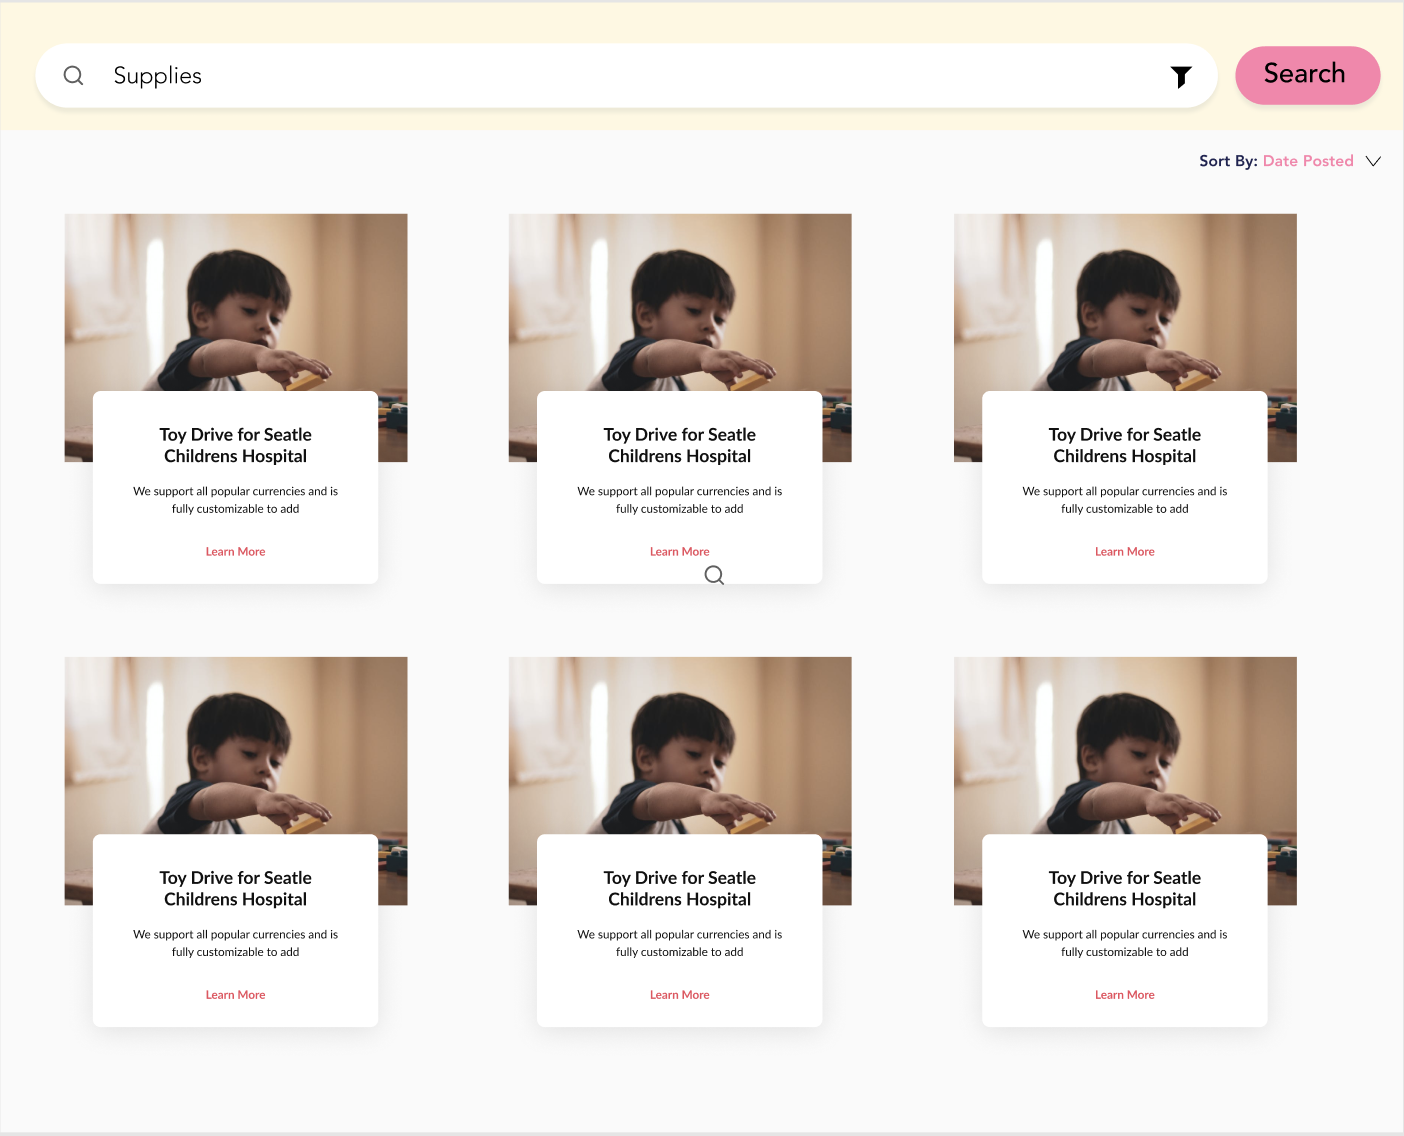 Supplies
Search
Sort By: Date Posted
Toy Drive for Seatle
Childrens Hospital
We support all popular currencies and is
fully customizable to add
Learn More
Toy Drive for Seatle
Childrens Hospital
We support all popular currencies and is
fully customizable to add
Learn More
Toy Drive for Seatle
Childrens Hospital
We support all popular currencies and is
fully customizable to add
Learn More
Toy Drive for Seatle
Childrens Hospital
We support all popular currencies and is
fully customizable to add
Learn More
Toy Drive for Seatle
Childrens Hospital
We support all popular currencies and is
fully customizable to add
Learn More
Toy Drive for Seatle
Childrens Hospital
We support all popular currencies and is
fully customizable to add
Learn More